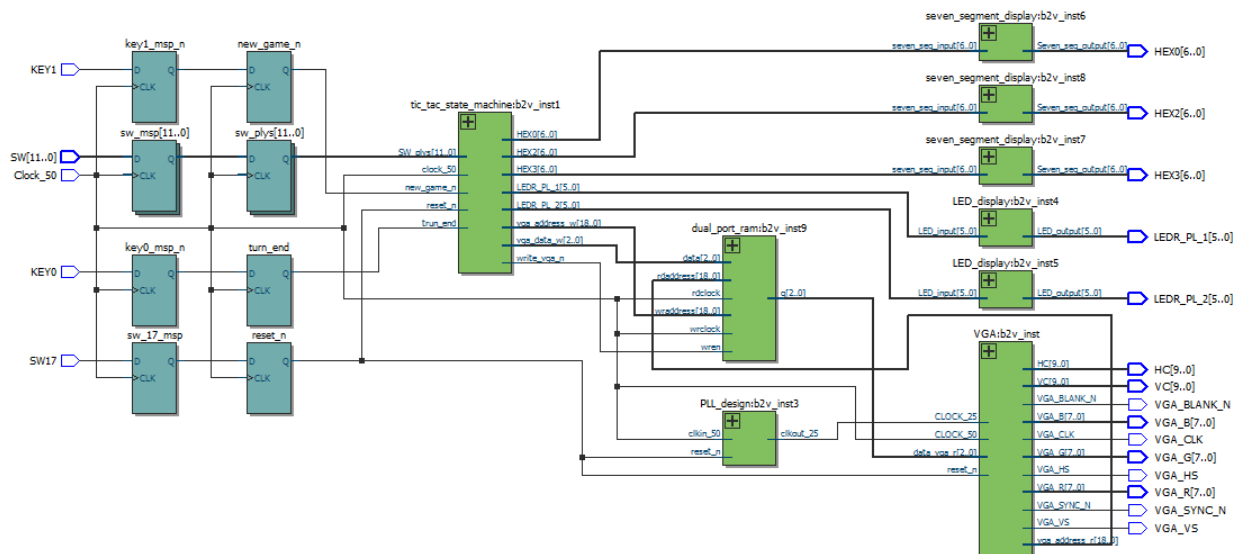 key1_msp_n
new_game_n
KEY1
D Q
CLK
D Q
CLK
sw_msp[11..0]
sw_plys[11..0]
SW[11..0]
Clock_50
D Q
CLK
D Q
CLK
key0_msp_n
turn_end
KEY0
D Q
CLK
D Q
CLK
sw_17_msp
reset_n
SW17
D Q
CLK
D Q
CLK
tic_tac_state_machine:b2v_inst1
SW_plys[11..0]
clock_50
new_game_n
reset_n
trun_end
HEX0[6..0]
HEX2[6..0]
HEX3[6..0]
LEDR_PL_1[5..0]
LEDR_PL_2[5..0]
vga_address_w[18..0]
vga_data_w[2..0]
write_vga_n
dual_port_ram:b2v_inst9
data[2..0]
rdaddress[18..0]
rdclock
wraddress[18..0]
wrclock
wren
q[2..0]
PLL_design:b2v_inst3
clkin_50
reset_n
clkout_25
seven_segment_display:b2v_inst6
seven_seg_input[6..0]
Seven_seg_output[6..0]
HEX0[6..0]
seven_segment_display:b2v_inst8
seven_seg_input[6..0]
Seven_seg_output[6..0]
HEX2[6..0]
seven_segment_display:b2v_inst7
seven_seg_input[6..0]
Seven_seg_output[6..0]
HEX3[6..0]
LED_display:b2v_inst4
LED_input[5..0]
LED_output[5..0]
LEDR_PL_1[5..0]
LED_display:b2v_inst5
LED_input[5..0]
LED_output[5..0]
LEDR_PL_2[5..0]
VGA:b2v_inst
CLOCK_25
CLOCK_50
data_vga_r[2..0]
reset_n
HC[9..0]
VC[9..0]
VGA_BLANK_N
VGA_B[7..0]
VGA_CLK
VGA_G[7..0]
VGA_HS
VGA_R[7..0]
VGA_SYNC_N
VGA_VS
vga_address_r[18..0]
HC[9..0]
VC[9..0]
VGA_BLANK_N
VGA_B[7..0]
VGA_CLK
VGA_G[7..0]
VGA_HS
VGA_R[7..0]
VGA_SYNC_N
VGA_VS